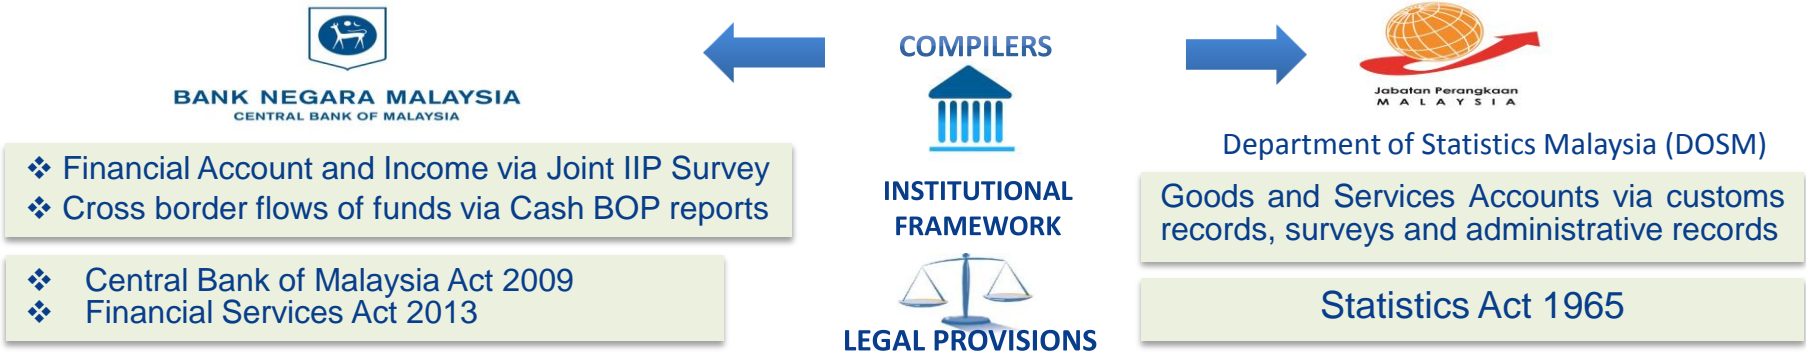 BANK NEGARA MALAYSIA
CENTRAL BANK OF MALAYSIA
❖ Financial Account and Income via Joint IIP Survey
❖ Cross border flows of funds via Cash BOP reports
❖ Central Bank of Malaysia Act 2009
❖ Financial Services Act 2013
COMPILERS
INSTITUTIONAL
FRAMEWORK
LEGAL PROVISIONS
Jabatan Perangkaan
MALAYSIA
Department of Statistics Malaysia (DOSM)
Goods and Services Accounts via customs
records, surveys and administrative records
Statistics Act 1965